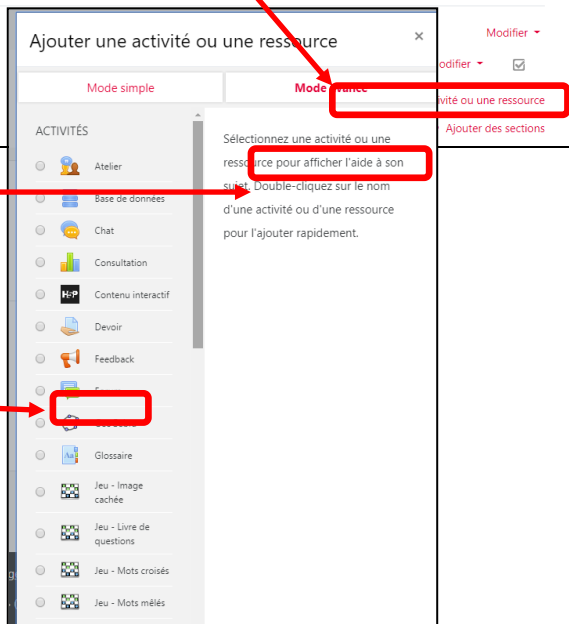 Ajouter une activité ou une ressource
×
Modifier
odifier
Mode simple
Mode
ivité ou une ressource
Ajouter des sections
ACTIVITÉS
Sélectionnez une activité ou une
ressource pour afficher l'aide à son
sujet. Double-cliquez sur le nom
d'une activité ou d'une ressource
pour l'ajouter rapidement.
Atelier
Base de données
Chat
Consultation
H5P
Contenu interactif
Devoir
Feedback
Glossaire
Jeu - Image
cachée
Jeu - Livre de
questions
Jeu - Mots croisés
Jeu - Mots mêlés